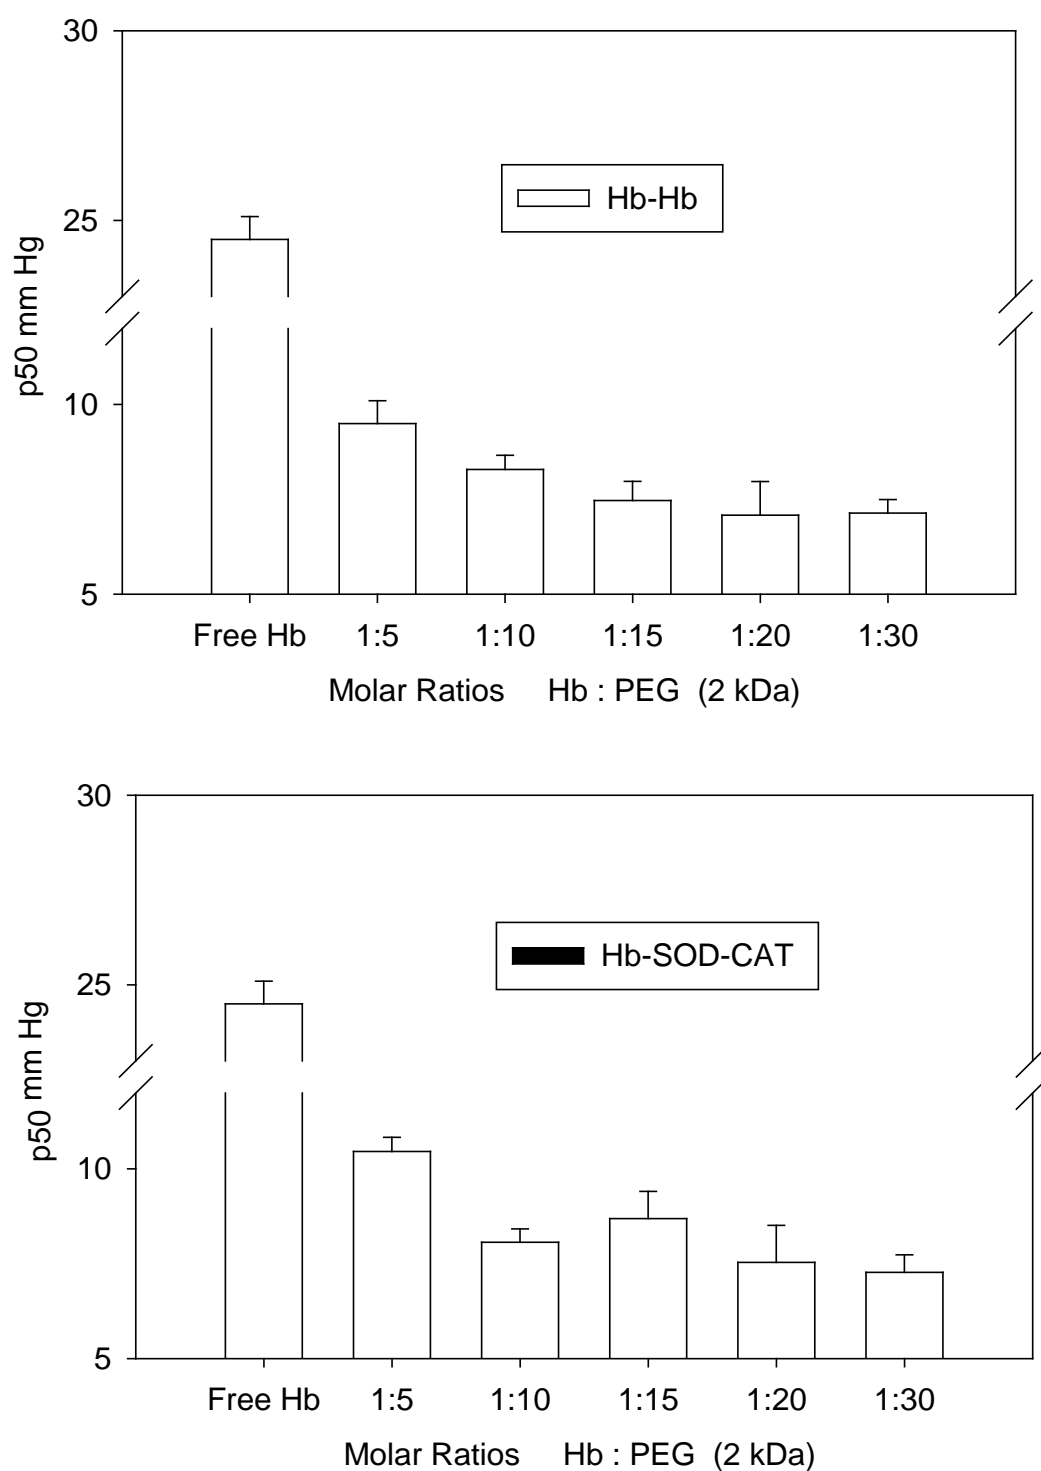 30
Hb-Hb
25
p50 mm Hg
10
5
Free Hb 1:5 1:10 1:15 1:20 1:30
Molar Ratios Hb : PEG (2 kDa)
30
Hb-SOD-CAT
25
p50 mm Hg
10
5
Free Hb 1:5 1:10 1:15 1:20 1:30
Molar Ratios Hb : PEG (2 kDa)